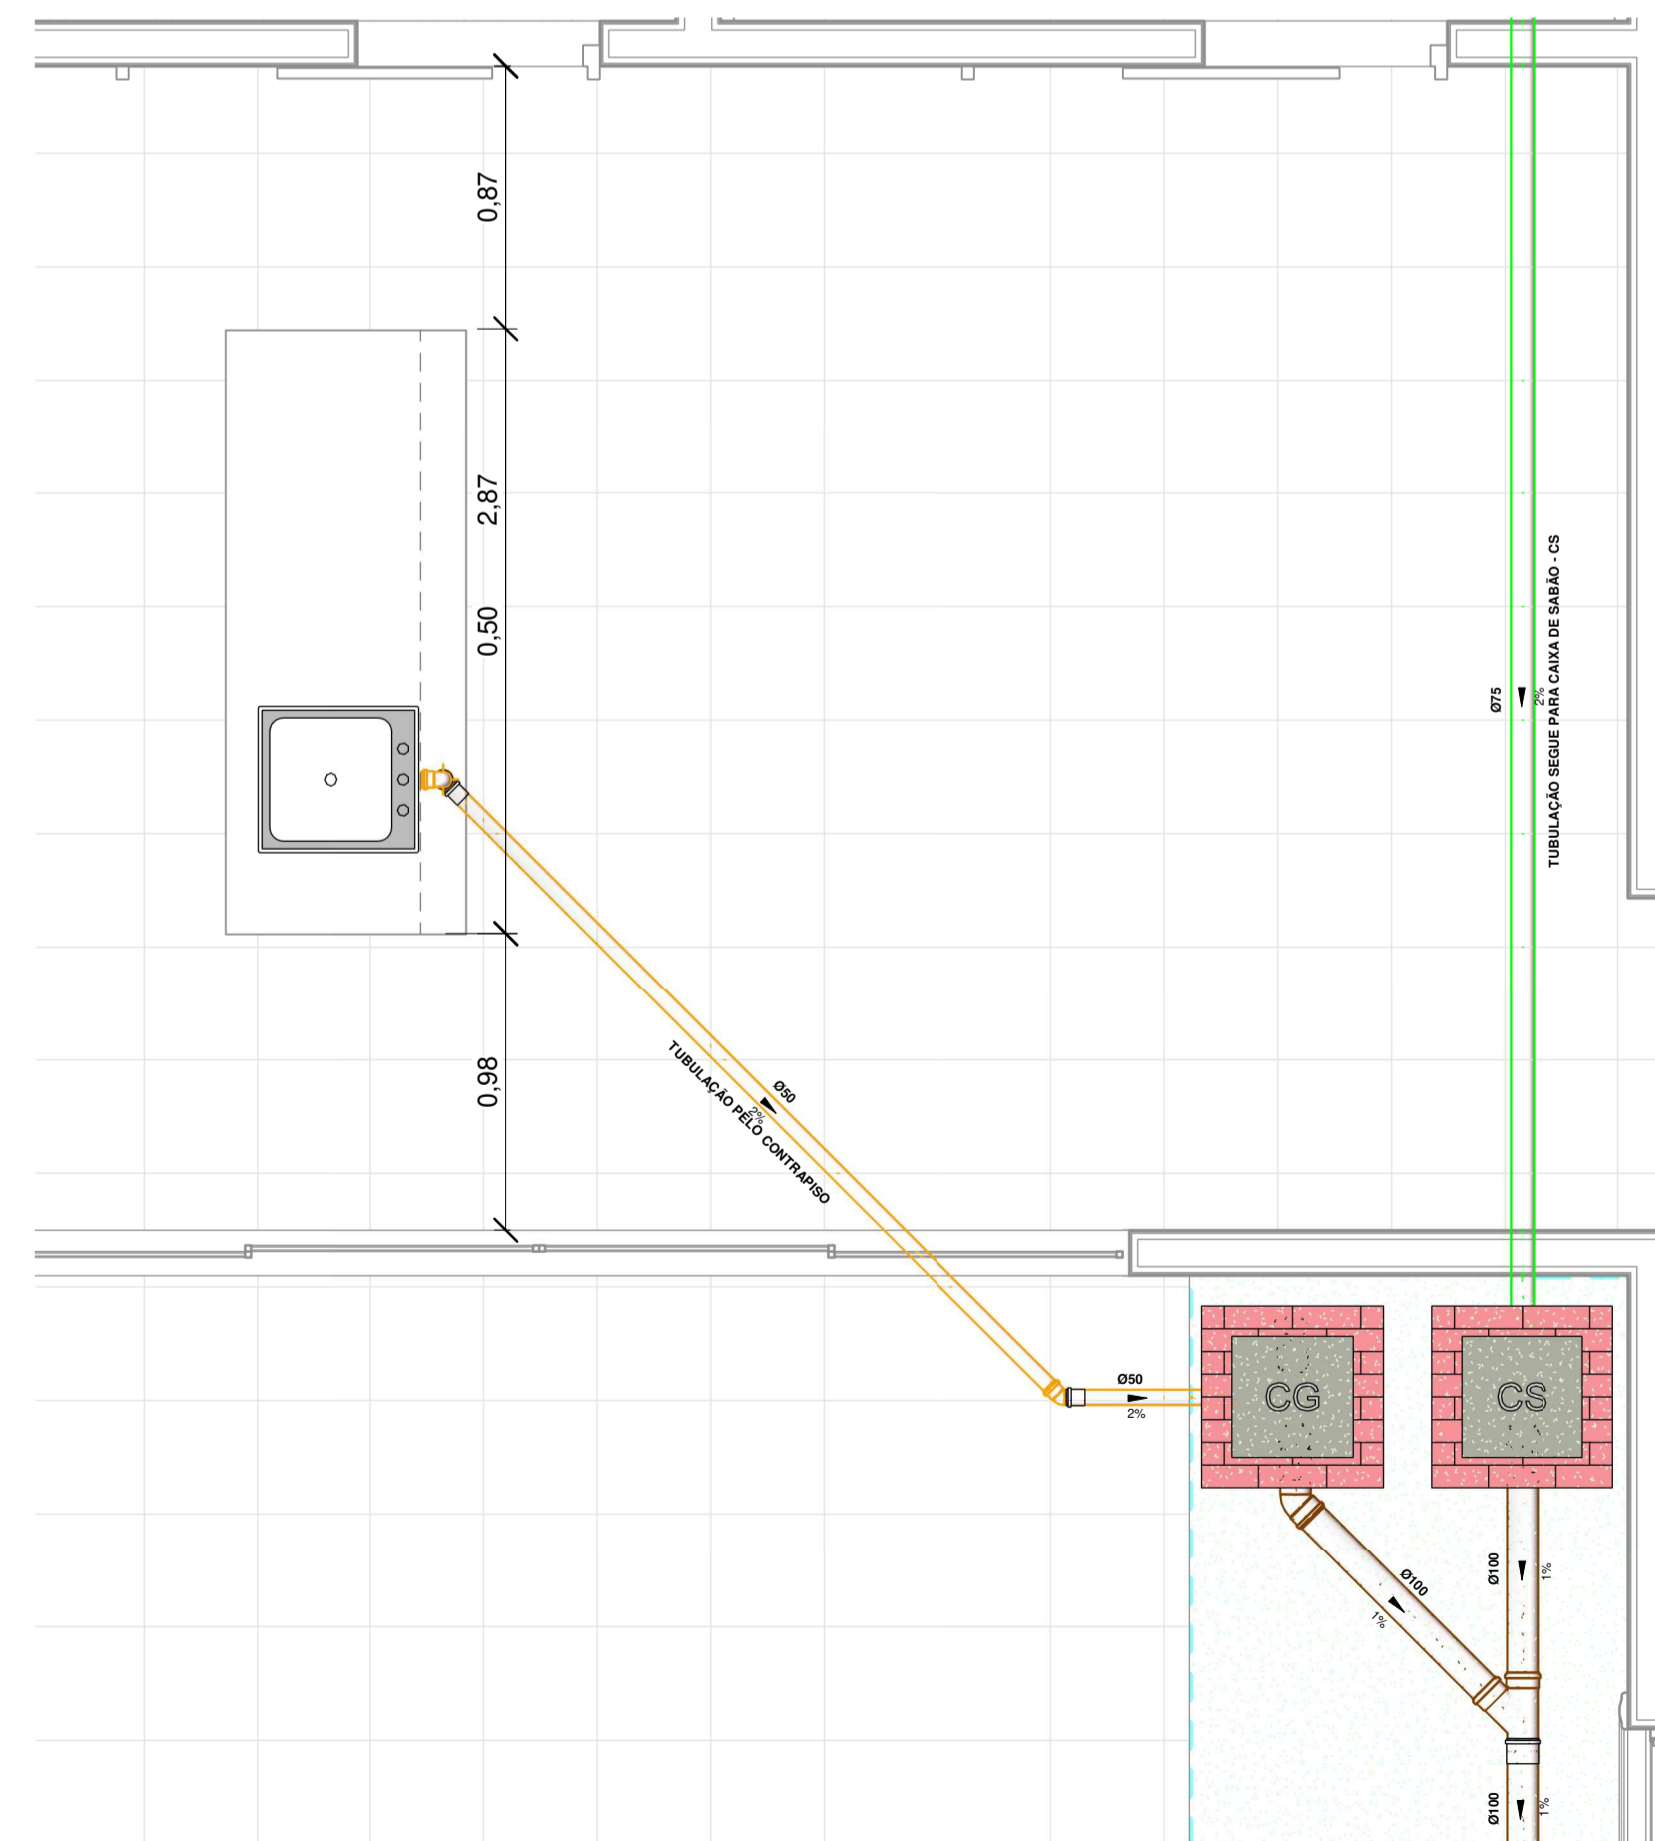 0,87
2,87
0,50
0,98
Ø75
2%
TUBULAÇÃO SEGUE PARA CAIXA DE SABÃO - CS
Ø50
2%
TUBULAÇÃO PELO CONTRAPISO
Ø50
2%
CG
CS
Ø100
1%
Ø100
1%
Ø100
1%